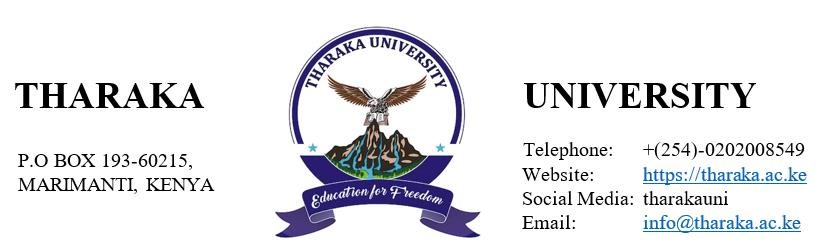 THARAKA
P.O BOX 193-60215,
MARIMANTI, KENYA
THARAKA UNIVERSITY
Education for Freedom
UNIVERSITY
Telephone: +(254)-0202008549
Website: https://tharaka.ac.ke
Social Media: tharakauni
Email: info@tharaka.ac.ke